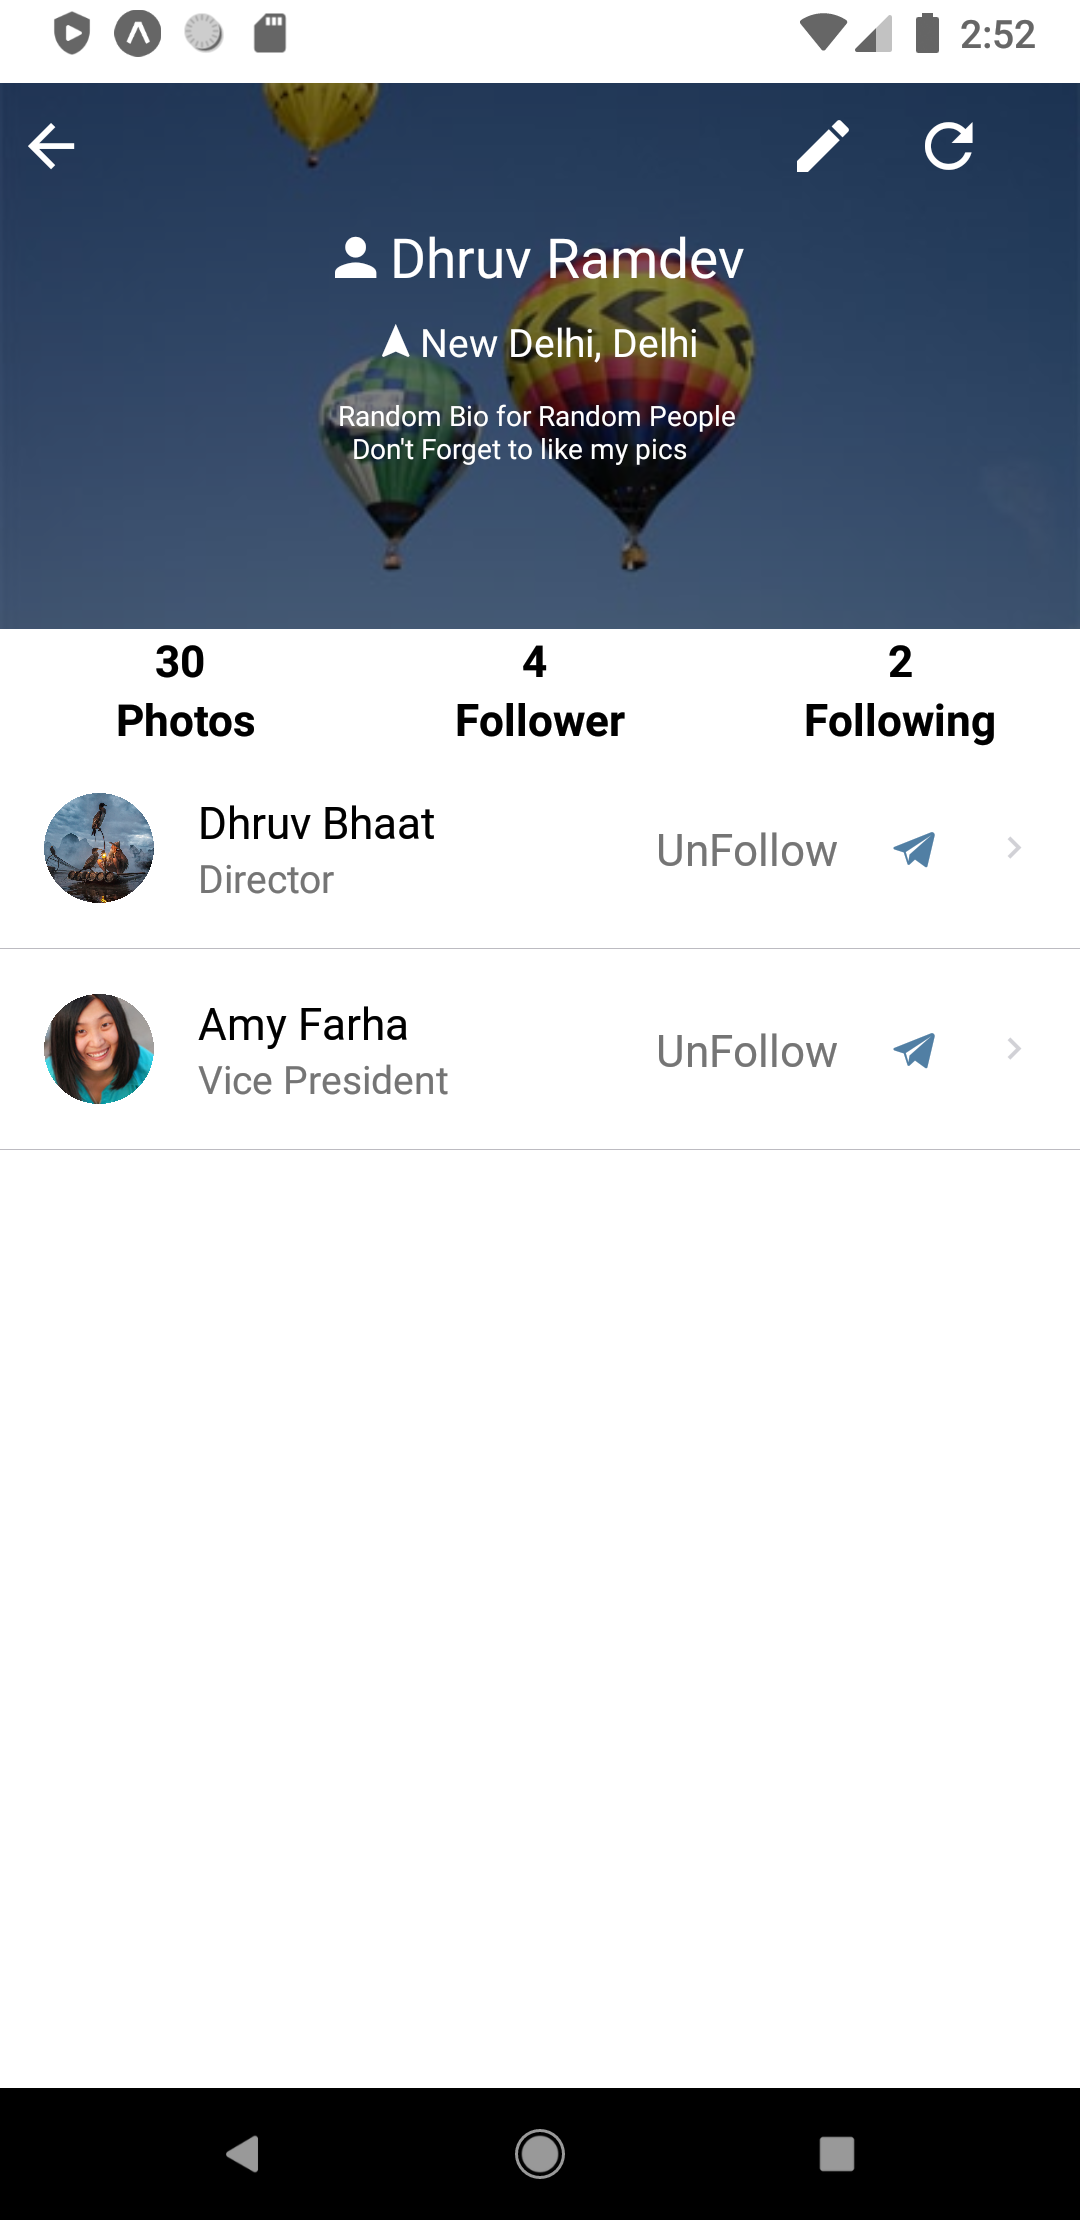 2:52
Dhruv Ramdev
New Delhi, Delhi
Random Bio for Random People
Don't Forget to like my pics
30 4 2
Photos Follower Following
Dhruv Bhaat
Director
UnFollow
Amy Farha
Vice President
UnFollow